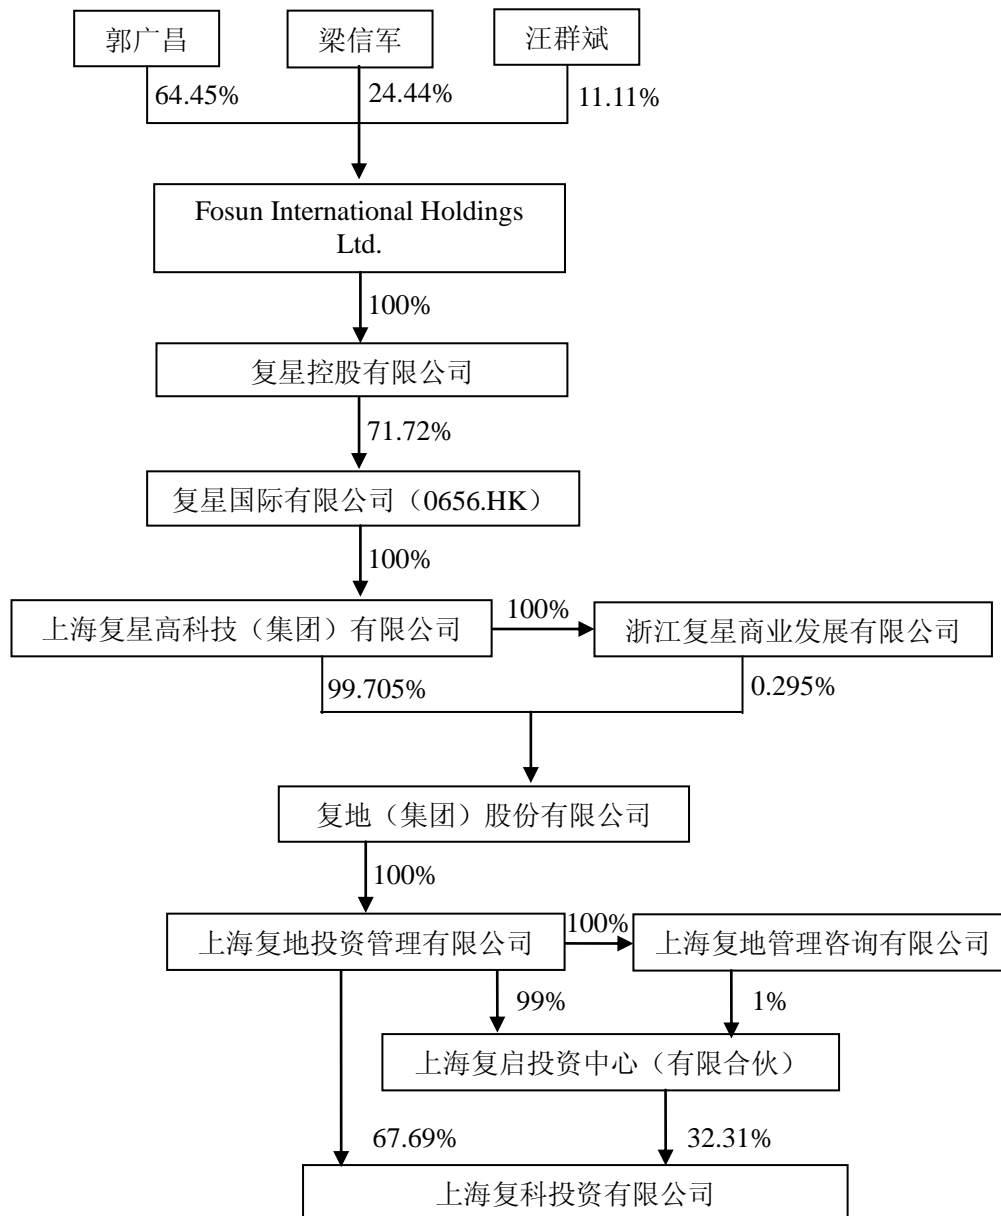 郭广昌
梁信军
汪群斌
64.45%
24.44%
11.11%
Fosun International Holdings
Ltd.
100%
复星控股有限公司
71.72%
复星国际有限公司（0656.HK）
100%
上海复星高科技（集团）有限公司
100%
浙江复星商业发展有限公司
99.705%
0.295%
复地（集团）股份有限公司
100%
上海复地投资管理有限公司
100%
上海复地管理咨询有限公司
99%
1%
上海复启投资中心（有限合伙）
67.69%
32.31%
上海复科投资有限公司